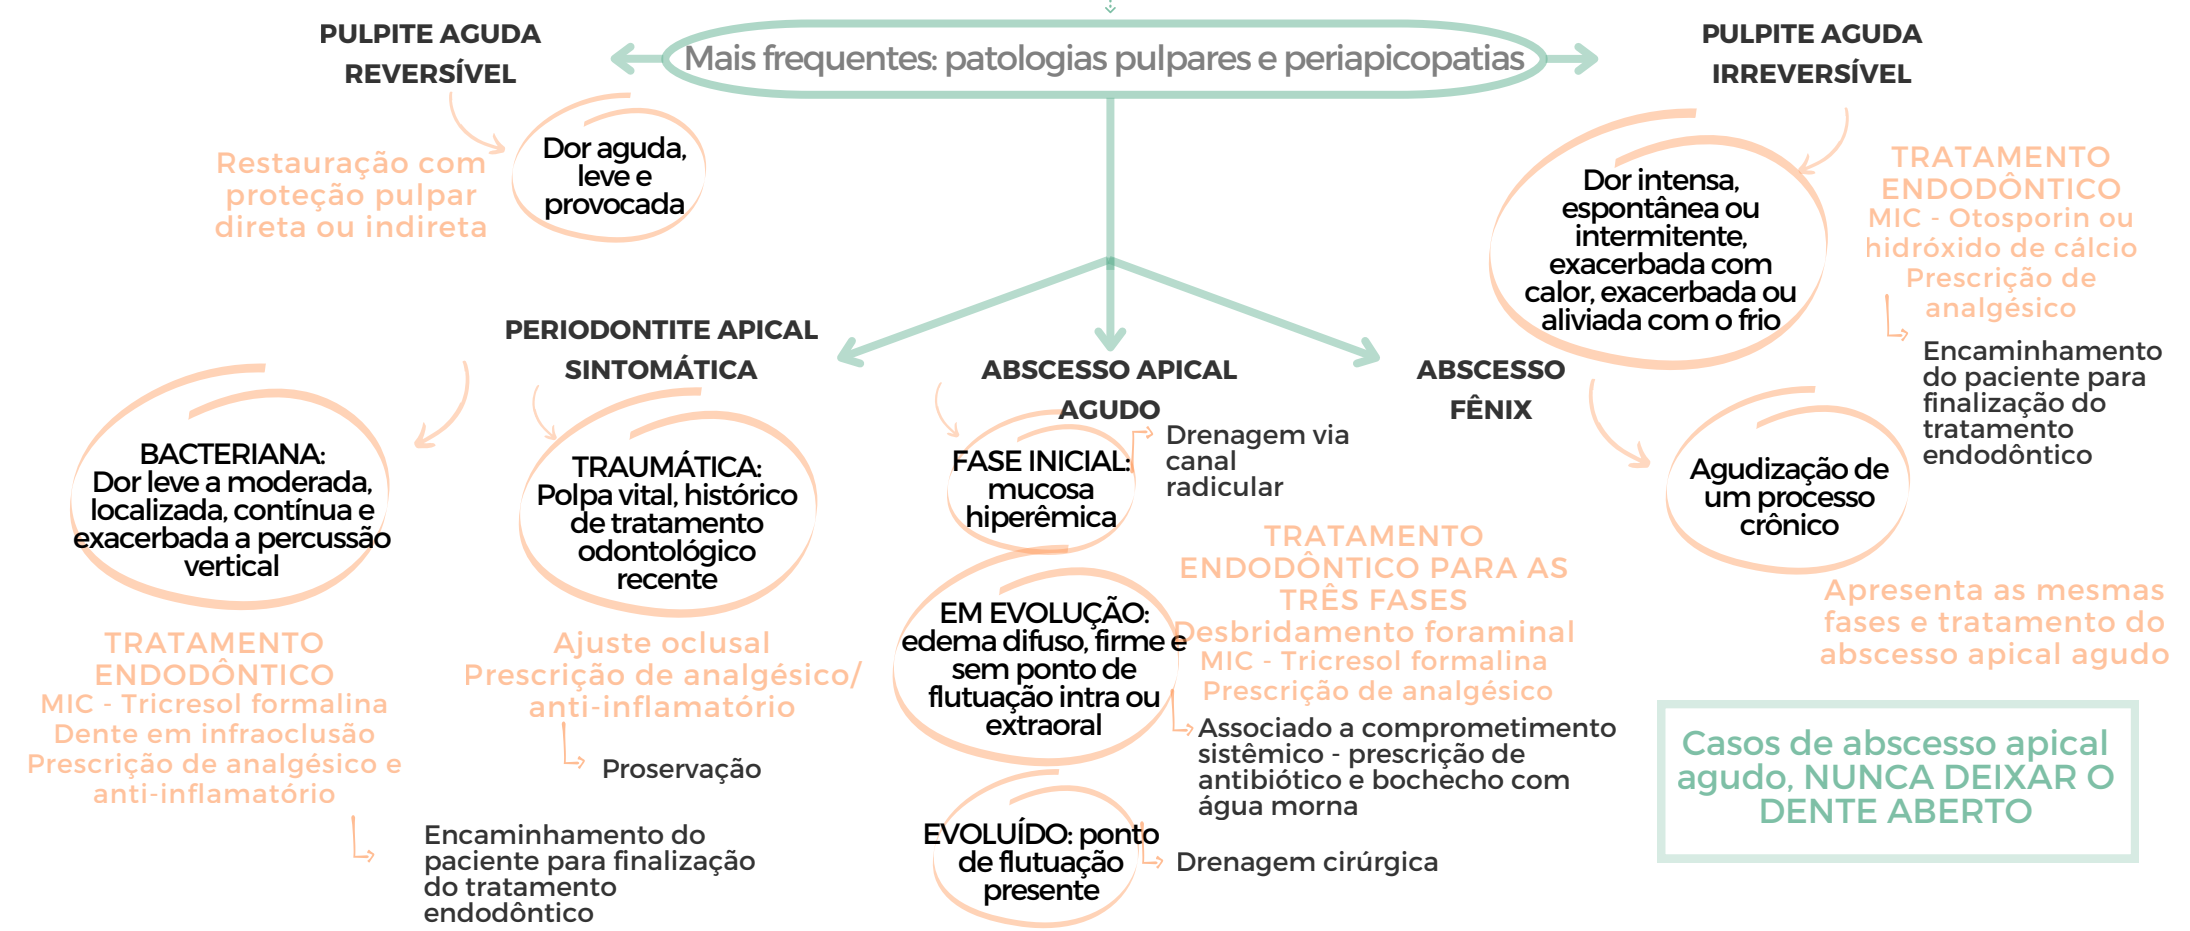 Mais frequentes: patologias pulpares e periapicopatias
PULPITE AGUDA
REVERSÍVEL
Dor aguda,
leve e
provocada
Restauração com
proteção pulpar
direta ou indireta
PULPITE AGUDA
IRREVERSÍVEL
Dor intensa,
espontânea ou
intermitente,
exacerbada com
calor, exacerbada ou
aliviada com o frio
TRATAMENTO
ENDODÔNTICO
MIC - Otosporin ou
hidróxido de cálcio
Prescrição de
analgésico
Encaminhamento
do paciente para
finalização do
tratamento
endodôntico
PERIODONTITE APICAL
SINTOMÁTICA
BACTERIANA:
Dor leve a moderada,
localizada, contínua e
exacerbada a percussão
vertical
TRATAMENTO
ENDODÔNTICO
MIC - Tricresol formalina
Dente em infraoclusão
Prescrição de analgésico e
anti-inflamatório
Encaminhamento do
paciente para finalização
do tratamento
endodôntico
TRAUMÁTICA:
Polpa vital, histórico
de tratamento
odontológico
recente
Ajuste oclusal
Prescrição de analgésico/
anti-inflamatório
Proservação
ABSCESSO APICAL
AGUDO
FASE INICIAL:
mucosa
hiperêmica
Drenagem via
canal
radicular
EM EVOLUÇÃO:
edema difuso, firme e
sem ponto de
flutuação intra ou
extraoral
TRATAMENTO
ENDODÔNTICO PARA AS
TRÊS FASES
Desbridamento foraminal
MIC - Tricresol formalina
Prescrição de analgésico
Associado a comprometimento
sistêmico - prescrição de
antibiótico e bochecho com
água morna
EVOLUÍDO: ponto
de flutuação
presente
Drenagem cirúrgica
ABSCESSO
FÊNIX
Agudização de
um processo
crônico
Apresenta as mesmas
fases e tratamento do
abscesso apical agudo
Casos de abscesso apical
agudo, NUNCA DEIXAR O
DENTE ABERTO